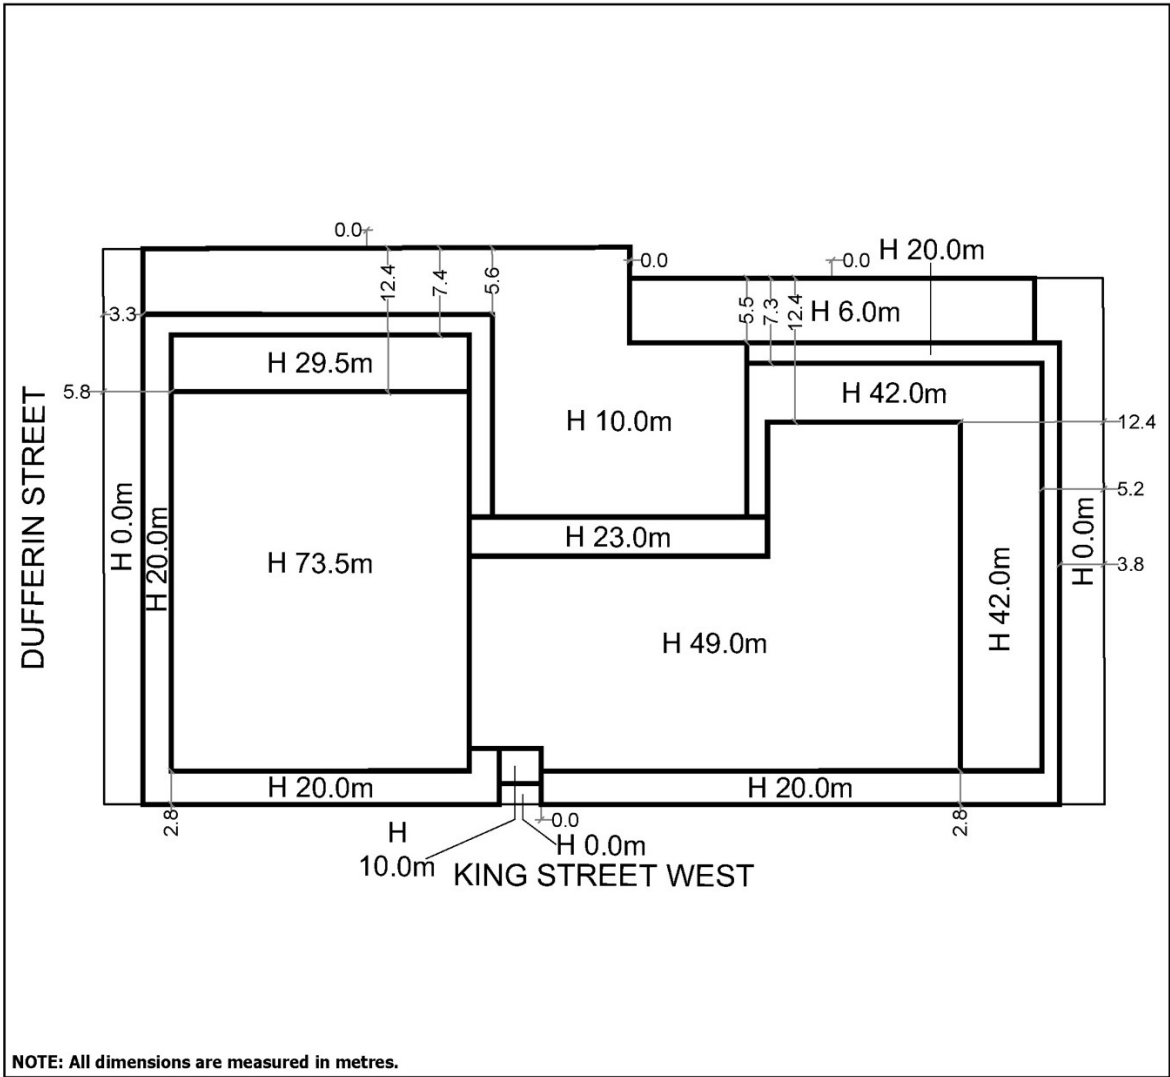 0.0
H 20.0m
0.0
0.0
12.4
7.4
5.6
5.5
7.3
12.4
H 6.0m
3.3
H 29.5m
5.8
H 42.0m
H 10.0m
12.4
DUFFERIN STREET
H 0.0m
H 20.0m
5.2
H 0.0m
H 23.0m
H 73.5m
3.8
H 42.0m
H 49.0m
H 20.0m
H 20.0m
2.8
0.0
2.8
H
10.0m
H 0.0m
KING STREET WEST
NOTE: All dimensions are measured in metres.